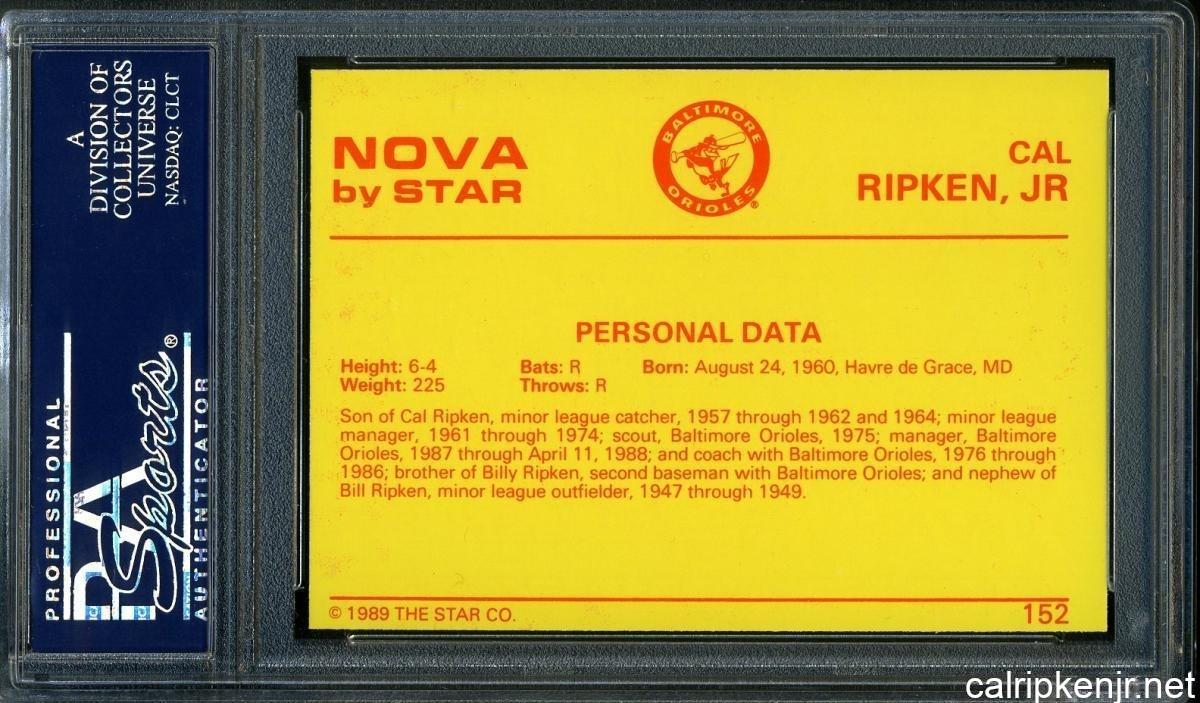 A
DIVISION OF
COLLECTORS
UNIVERSE
NASDAQ: CLCT
PROFESSIONAL
PSA
Sports®
AUTHENTICATOR
NOVA
by STAR
BALTIMORE
ORIOLES®
CAL
RIPKEN, JR
PERSONAL DATA
Height: 6-4 Bats: R Born: August 24, 1960, Havre de Grace, MD
Weight: 225 Throws: R
Son of Cal Ripken, minor league catcher, 1957 through 1962 and 1964; minor league
manager, 1961 through 1974; scout, Baltimore Orioles, 1975; manager, Baltimore
Orioles, 1987 through April 11, 1988; and coach with Baltimore Orioles, 1976 through
1986; brother of Billy Ripken, second baseman with Baltimore Orioles; and nephew of
Bill Ripken, minor league outfielder, 1947 through 1949.
© 1989 THE STAR CO. 152
calripkenjr.net